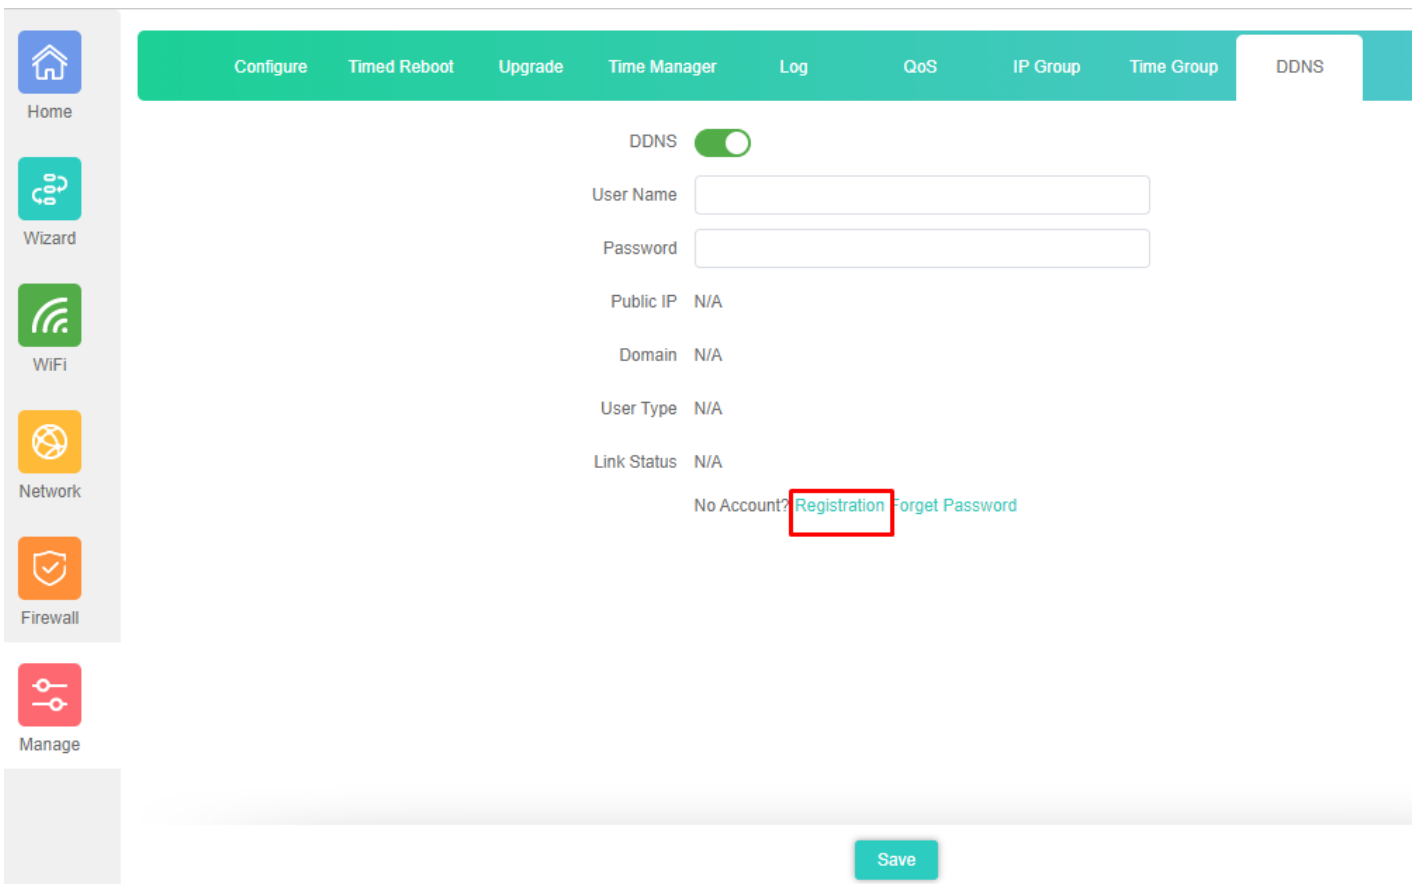 Configure Timed Reboot Upgrade Time Manager Log QoS IP Group Time Group DDNS
Home
Wizard
WiFi
Network
Firewall
Manage
DDNS
User Name
Password
Public IP N/A
Domain N/A
User Type N/A
Link Status N/A
No Account? Registration Forget Password
Save